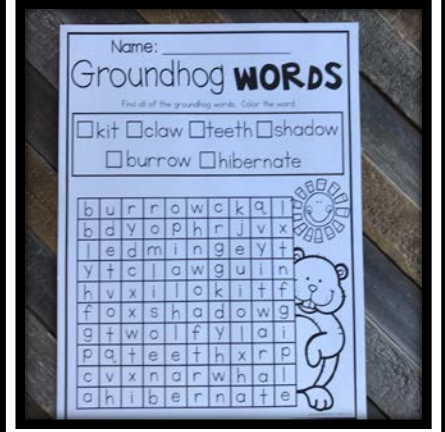 Name:
Groundhog WORDS
Find all of the groundhog words. Color the word.
kit claw teeth shadow
burrow hibernate
b u r r o w c k q l
b d y o p h r j v x
l e d m i n g e y t
y t c l a w g u i n
h v x i l o k i t f
f o x s h a d o w g
g t w o l f y l a i
p q t e e t h x r p
c v x n a r w h a l
a h i b e r n a t e